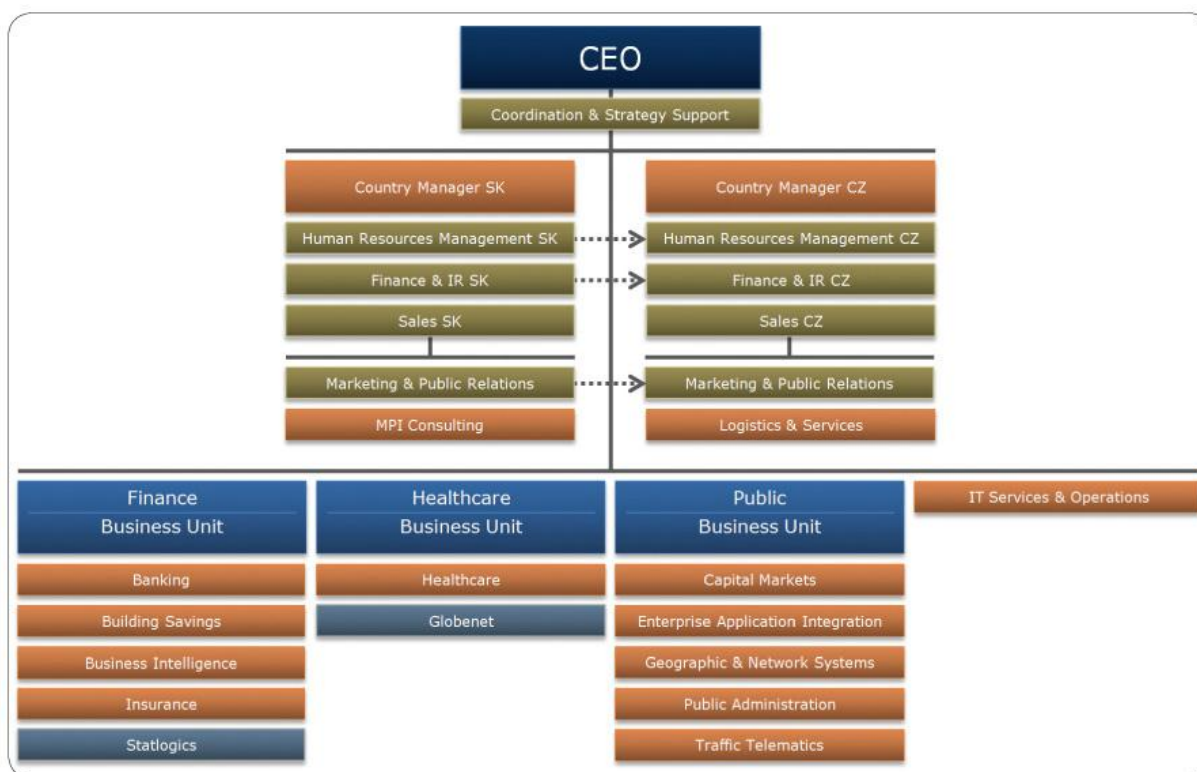 CEO
Coordination & Strategy Support
Country Manager SK
Country Manager CZ
Human Resources Management SK
Human Resources Management CZ
Finance & IR SK
Finance & IR CZ
Sales SK
Sales CZ
Marketing & Public Relations
Marketing & Public Relations
MPI Consulting
Logistics & Services
Finance
Business Unit
Healthcare
Business Unit
Public
Business Unit
IT Services & Operations
Banking
Building Savings
Business Intelligence
Insurance
Statlogics
Healthcare
Globenet
Capital Markets
Enterprise Application Integration
Geographic & Network Systems
Public Administration
Traffic Telematics